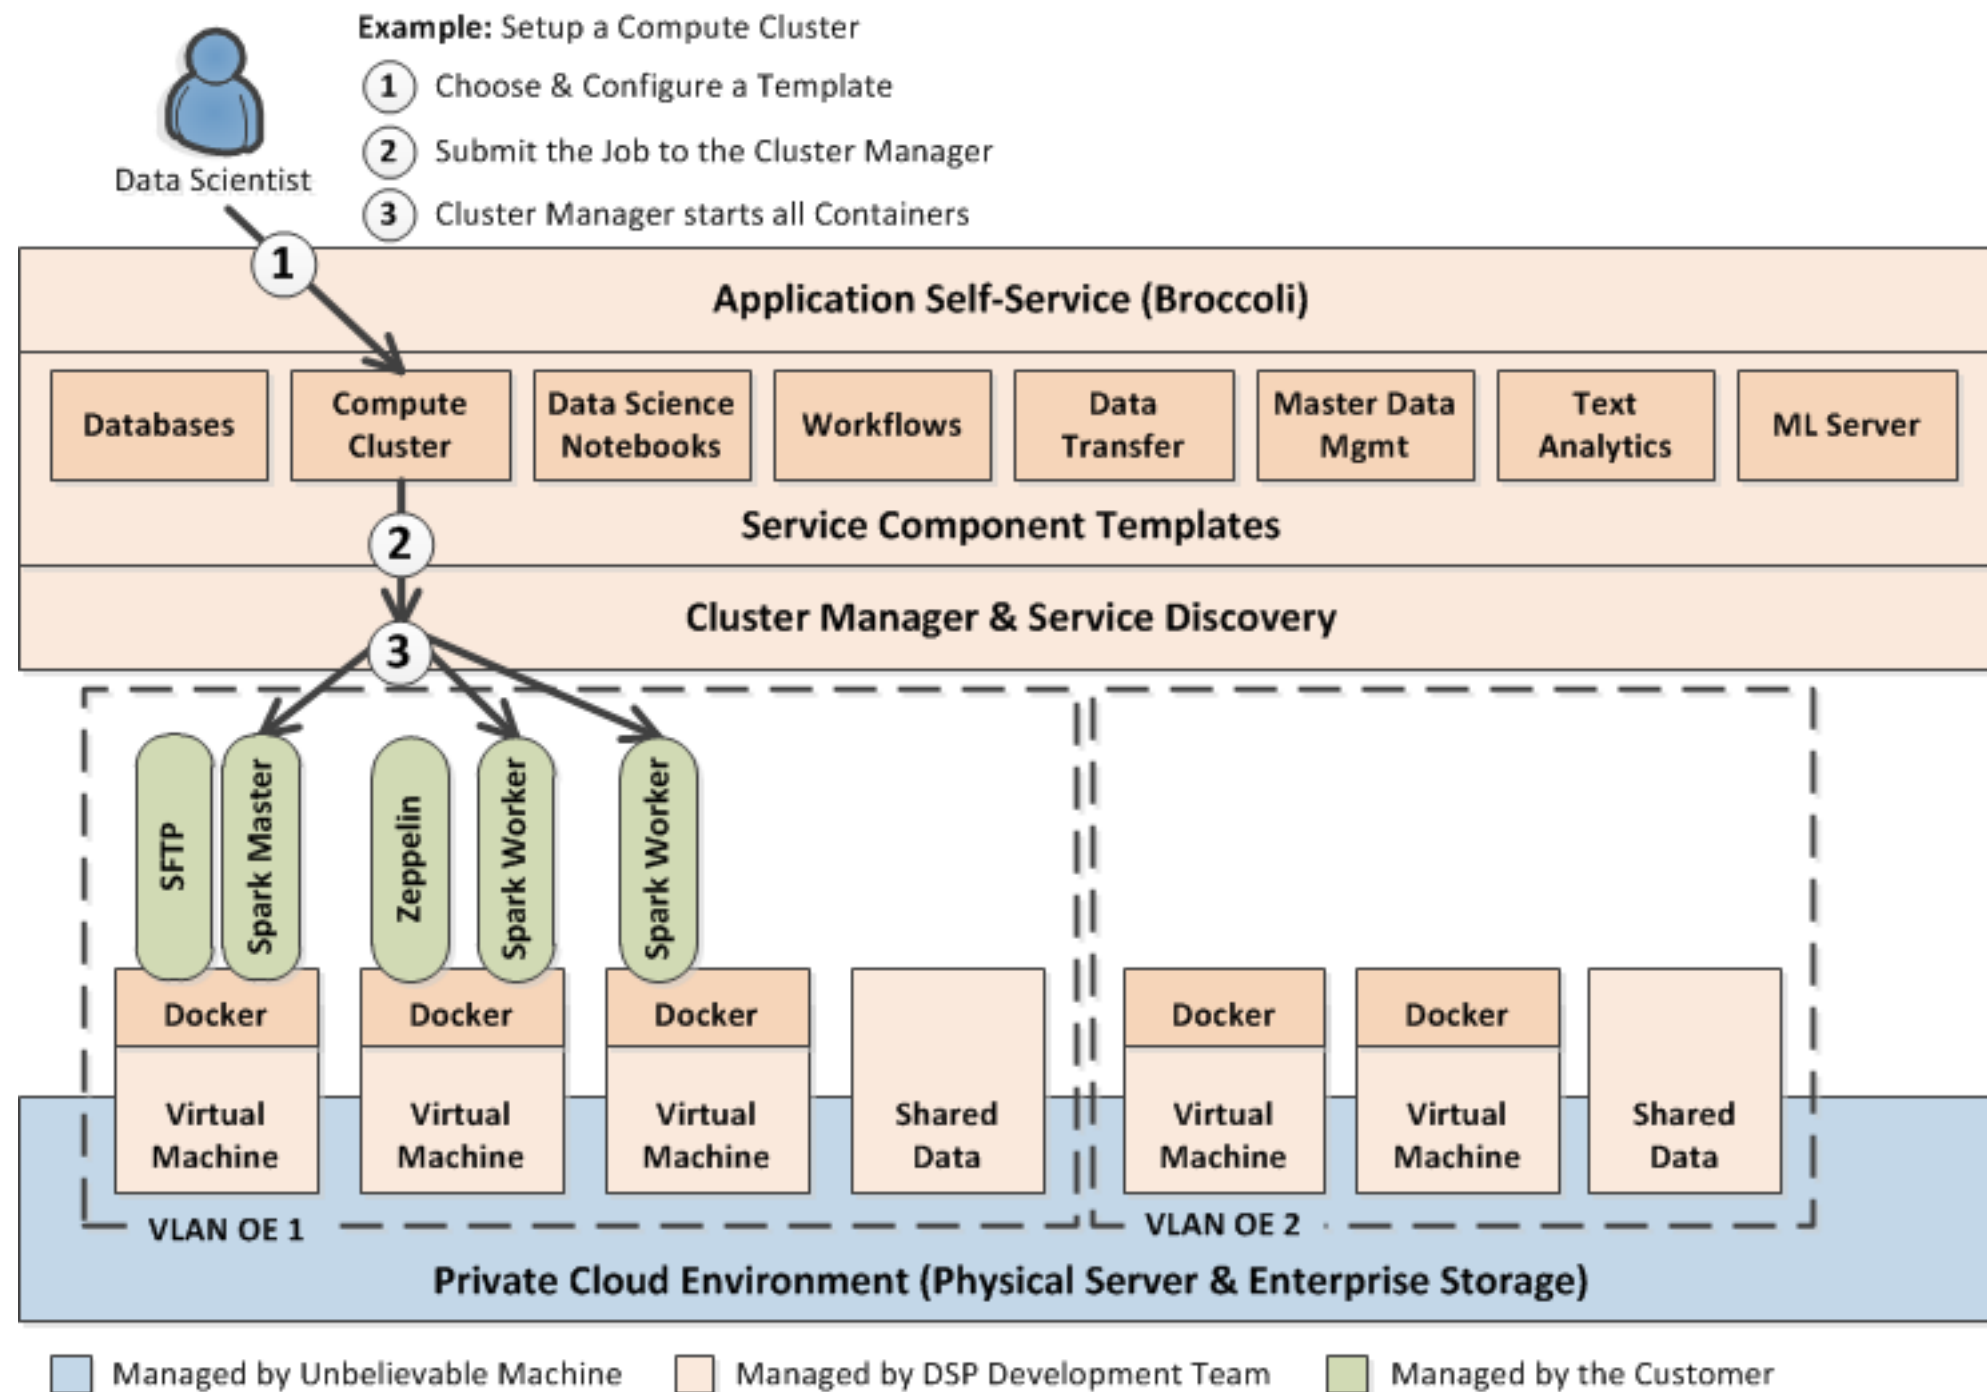 Example: Setup a Compute Cluster
1 Choose & Configure a Template
2 Submit the Job to the Cluster Manager
3 Cluster Manager starts all Containers
Data Scientist
1
Application Self-Service (Broccoli)
Databases
Compute
Cluster
Data Science
Notebooks
Workflows
Data
Transfer
Master Data
Mgmt
Text
Analytics
ML Server
2
Service Component Templates
Cluster Manager & Service Discovery
3
SFTP
Spark Master
Zeppelin
Spark Worker
Spark Worker
Docker
Docker
Docker
Docker
Docker
Virtual
Machine
Virtual
Machine
Virtual
Machine
Shared
Data
Virtual
Machine
Virtual
Machine
Shared
Data
VLAN OE 1
VLAN OE 2
Private Cloud Environment (Physical Server & Enterprise Storage)
Managed by Unbelievable Machine
Managed by DSP Development Team
Managed by the Customer